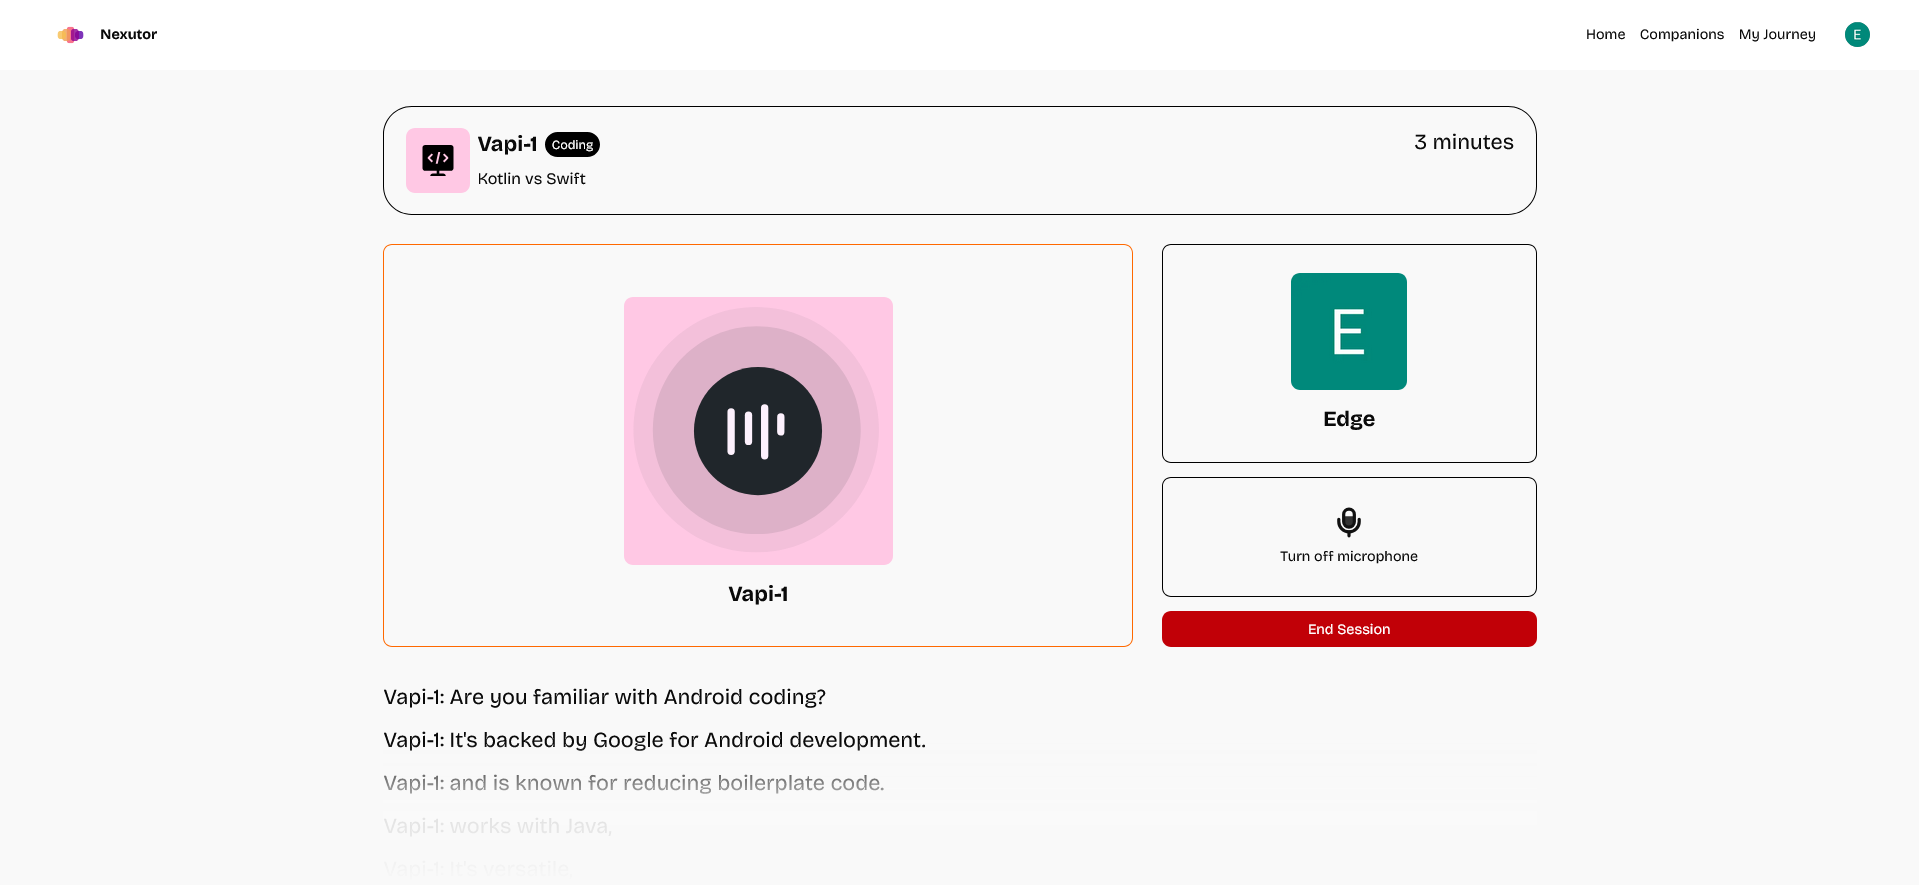 Nexutor
Home Companions My Journey E
Vapi-1 Coding
3 minutes
Kotlin vs Swift
E
Edge
Turn off microphone
Vapi-1
End Session
Vapi-1: Are you familiar with Android coding?
Vapi-1: It's backed by Google for Android development.
Vapi-1: and is known for reducing boilerplate code.
Vapi-1: works with Java,
Vapi-1: It's versatile